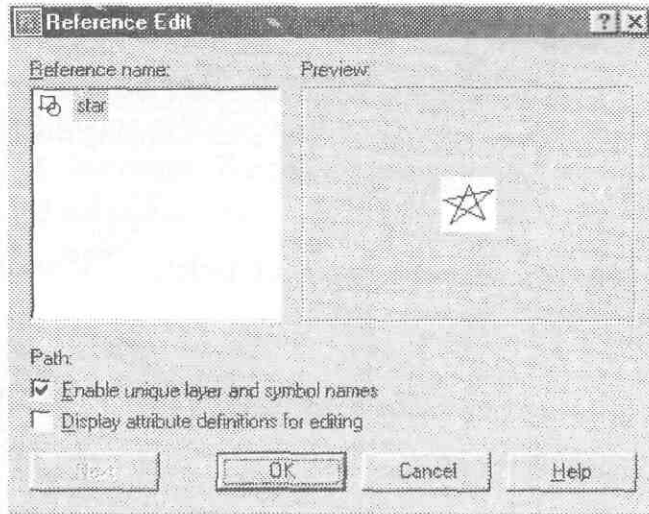 Reference Edit
Reference name:
Preview:
star
Path:
Enable unique layer and symbol names
Display attribute definitions for editing
Next
OK
Cancel
Help